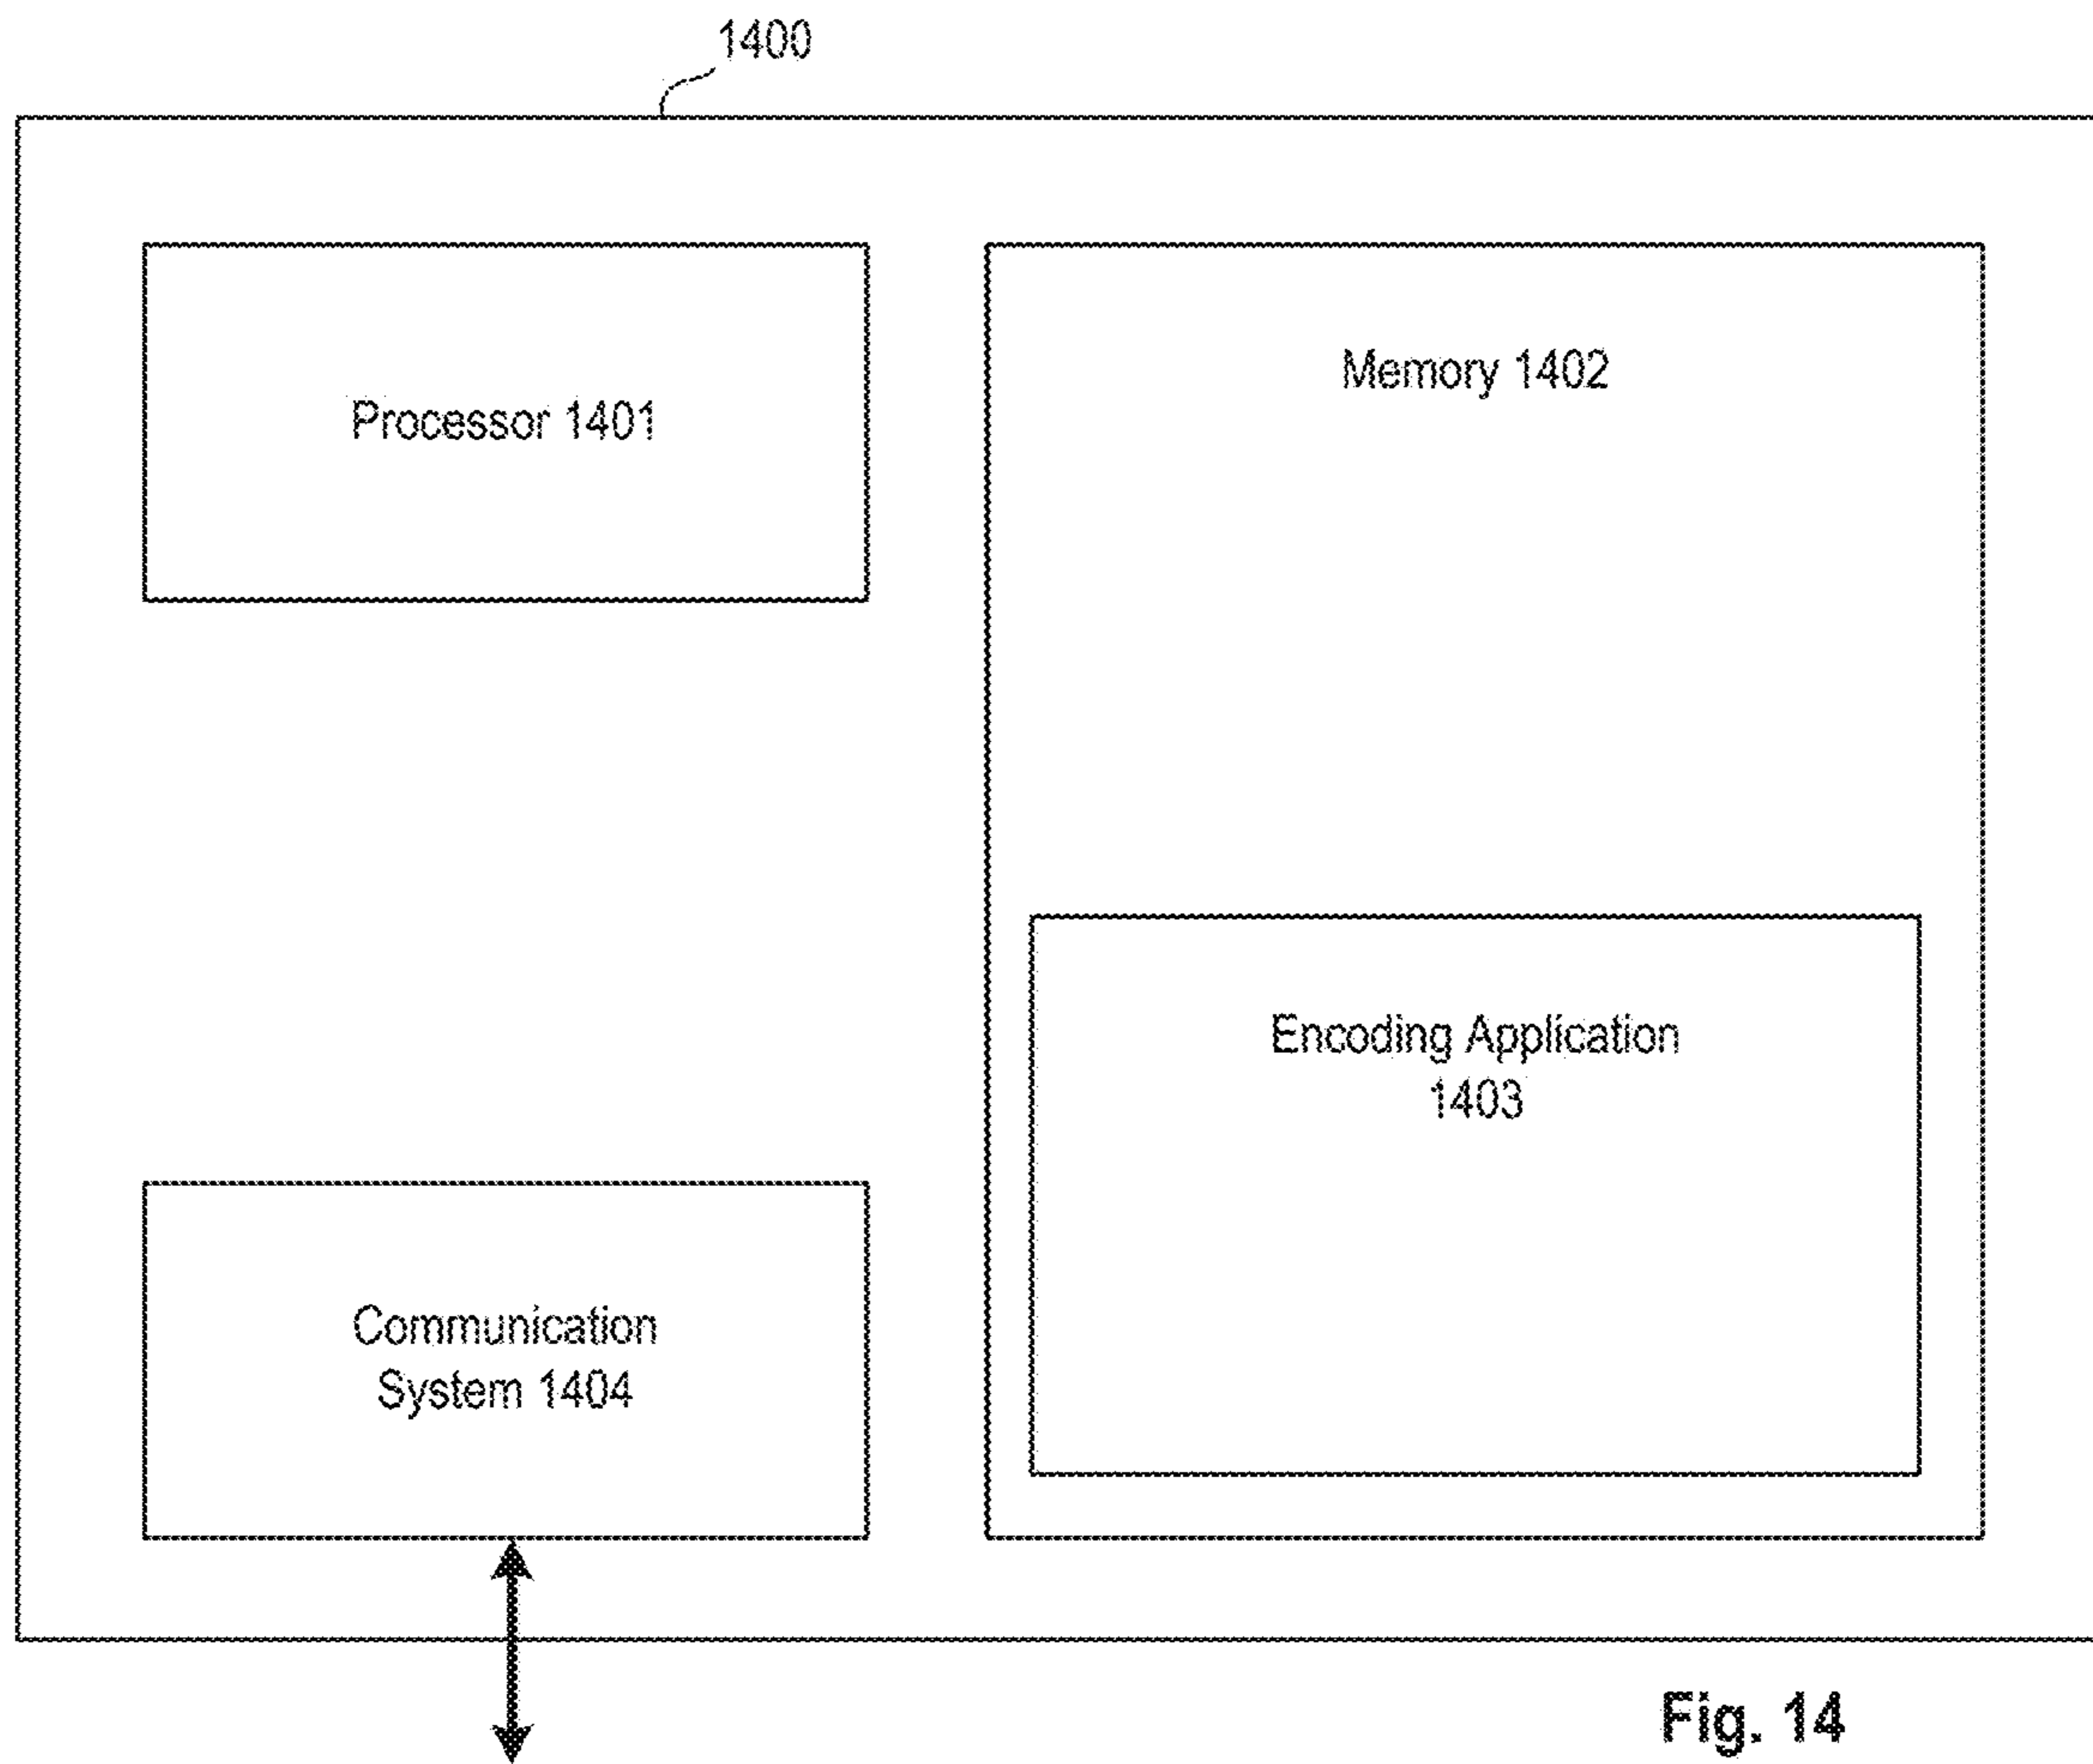 1400
Processor 1401
Memory 1402
Encoding Application
1403
Communication
System 1404
Fig. 14